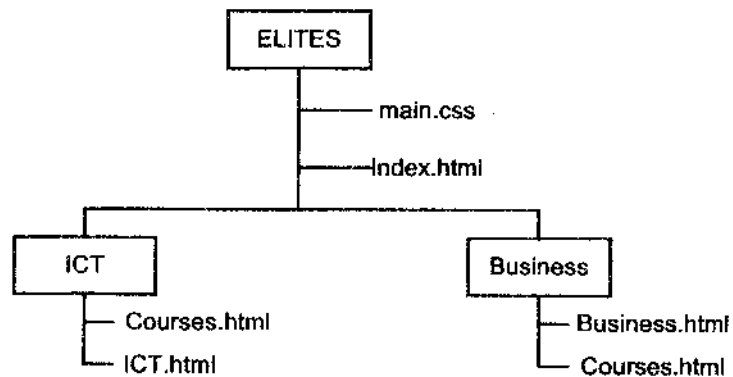 ELITES
main.css
Index.html
ICT
Business
Courses.html
Business.html
ICT.html
Courses.html